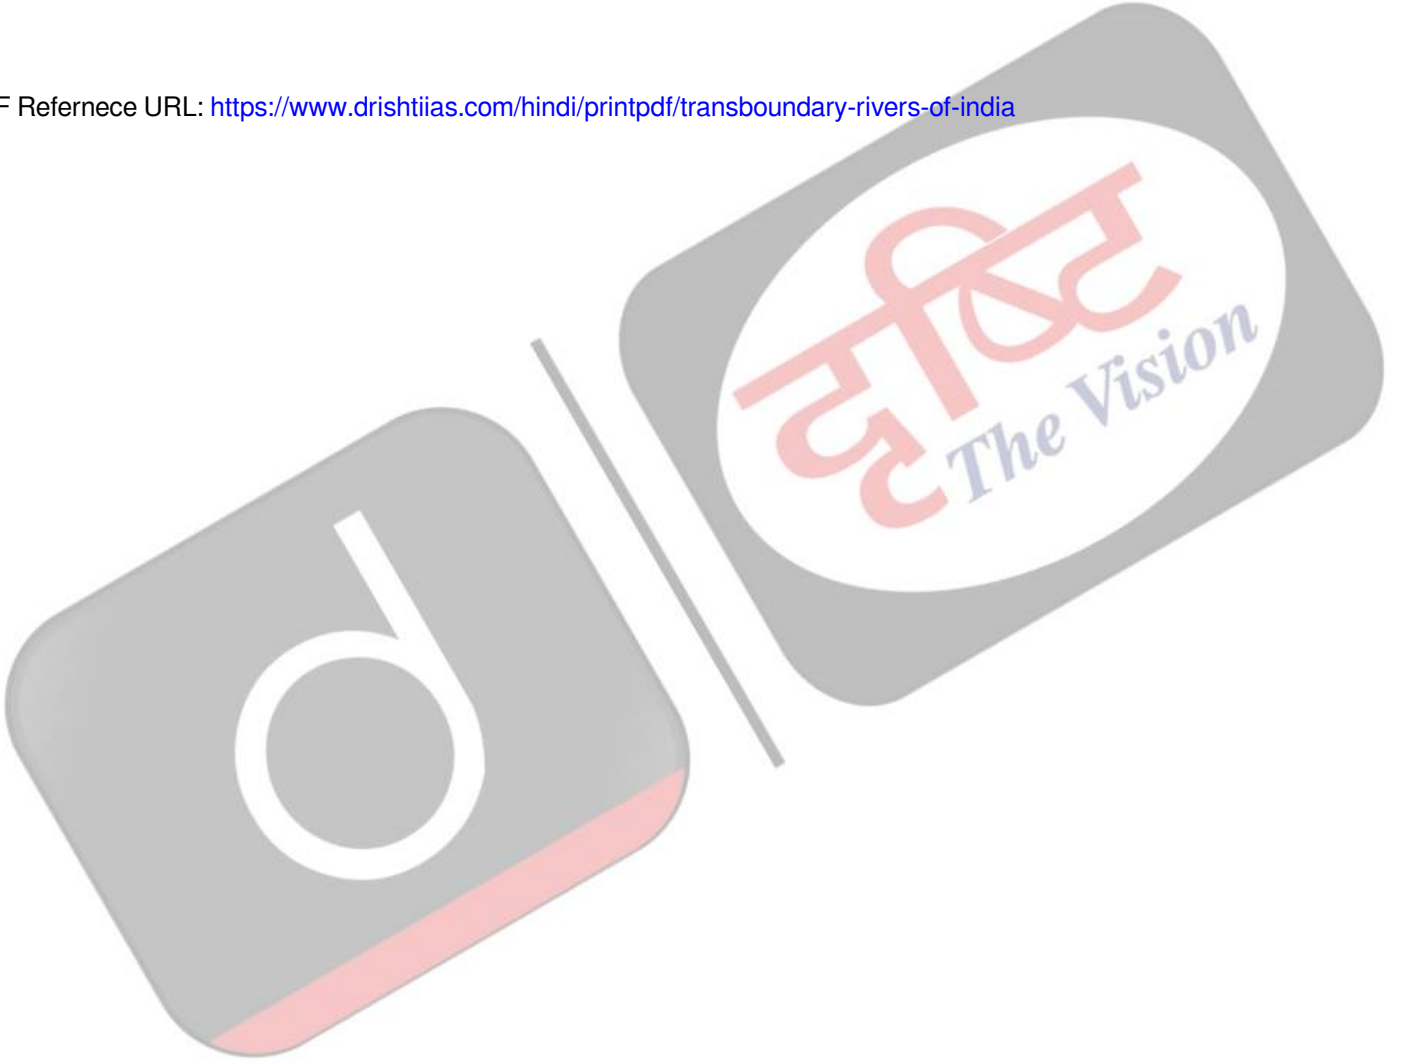 F Refernece URL: https://www.drishtiias.com/hindi/printpdf/transboundary-rivers-of-india
दृष्टि
The Vision
d